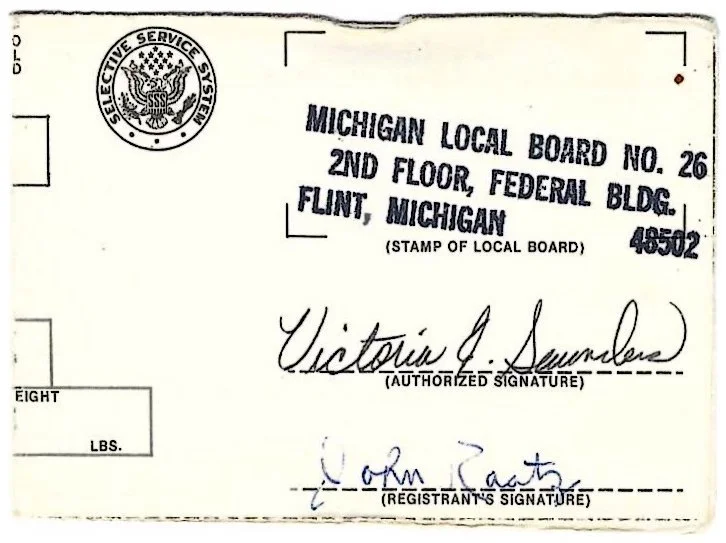 O
L
D
SELECTIVE SERVICE SYSTEM
SSS
MICHIGAN LOCAL BOARD NO. 26
2ND FLOOR, FEDERAL BLDG.
FLINT, MICHIGAN 48502
(STAMP OF LOCAL BOARD)
Victoria J. Saunders
(AUTHORIZED SIGNATURE)
EIGHT
LBS.
John Raatz
(REGISTRANT'S SIGNATURE)